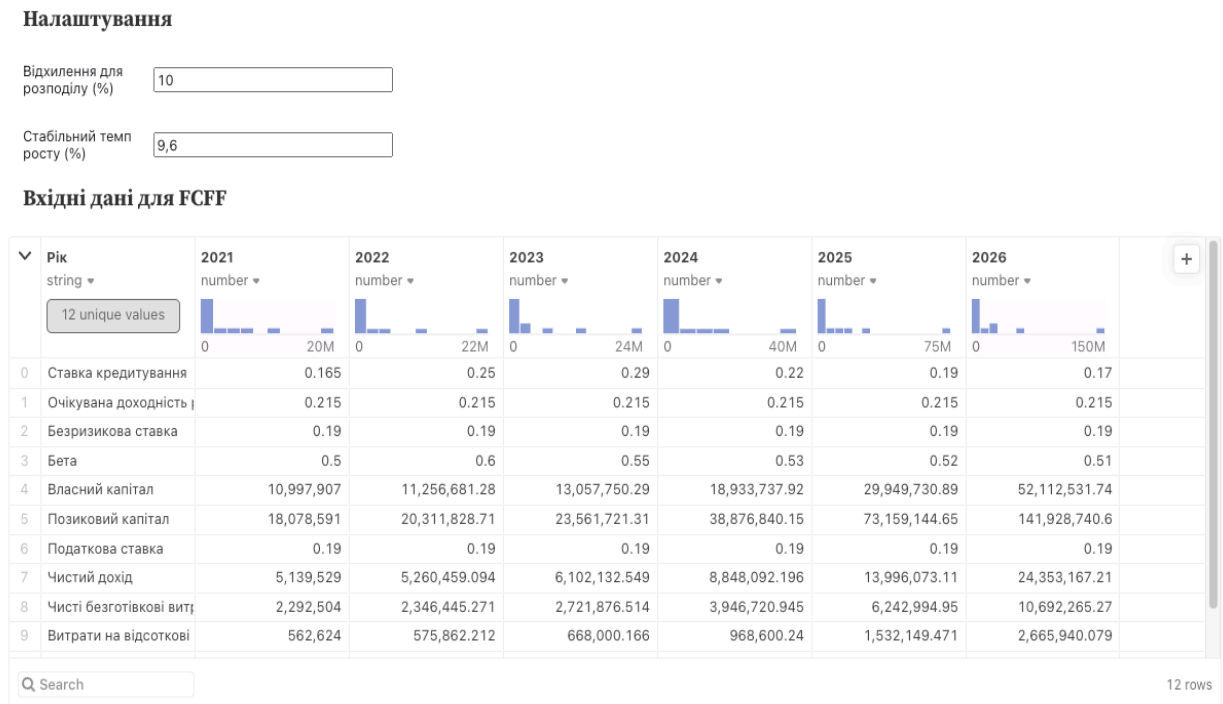 Налаштування
Відхилення для
розподілу (%)
10
Стабільний темп
росту (%)
9,6
Вхідні дані для FCFF
Рік 2021 2022 2023 2024 2025 2026 +
string number number number number number number
12 unique values
0 20M 0 22M 0 24M 0 40M 0 75M 0 150M
0 Ставка кредитування 0.165 0.25 0.29 0.22 0.19 0.17
1 Очікувана доходність 0.215 0.215 0.215 0.215 0.215 0.215
2 Безризикова ставка 0.19 0.19 0.19 0.19 0.19 0.19
3 Бета 0.5 0.6 0.55 0.53 0.52 0.51
4 Власний капітал 10,997,907 11,256,681.28 13,057,750.29 18,933,737.92 29,949,730.89 52,112,531.74
5 Позиковий капітал 18,078,591 20,311,828.71 23,561,721.31 38,876,840.15 73,159,144.65 141,928,740.6
6 Податкова ставка 0.19 0.19 0.19 0.19 0.19 0.19
7 Чистий дохід 5,139,529 5,260,459.094 6,102,132.549 8,848,092.196 13,996,073.11 24,353,167.21
8 Чисті безготівкові 2,292,504 2,346,445.271 2,721,876.514 3,946,720.945 6,242,994.95 10,692,265.27
9 Витрати на відсоткові 562,624 575,862.212 668,000.166 968,600.24 1,532,149.471 2,665,940.079
Search
12 rows